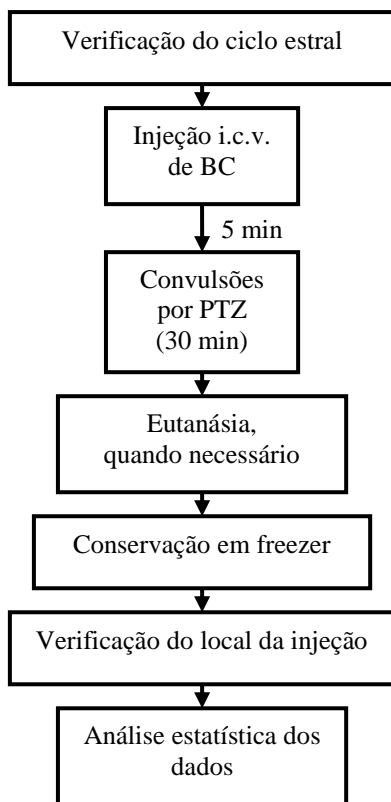 Verificação do ciclo estral
Injeção i.c.v.
de BC
5 min
Convulsões
por PTZ
(30 min)
Eutanásia,
quando necessário
Conservação em freezer
Verificação do local da injeção
Análise estatística dos
dados